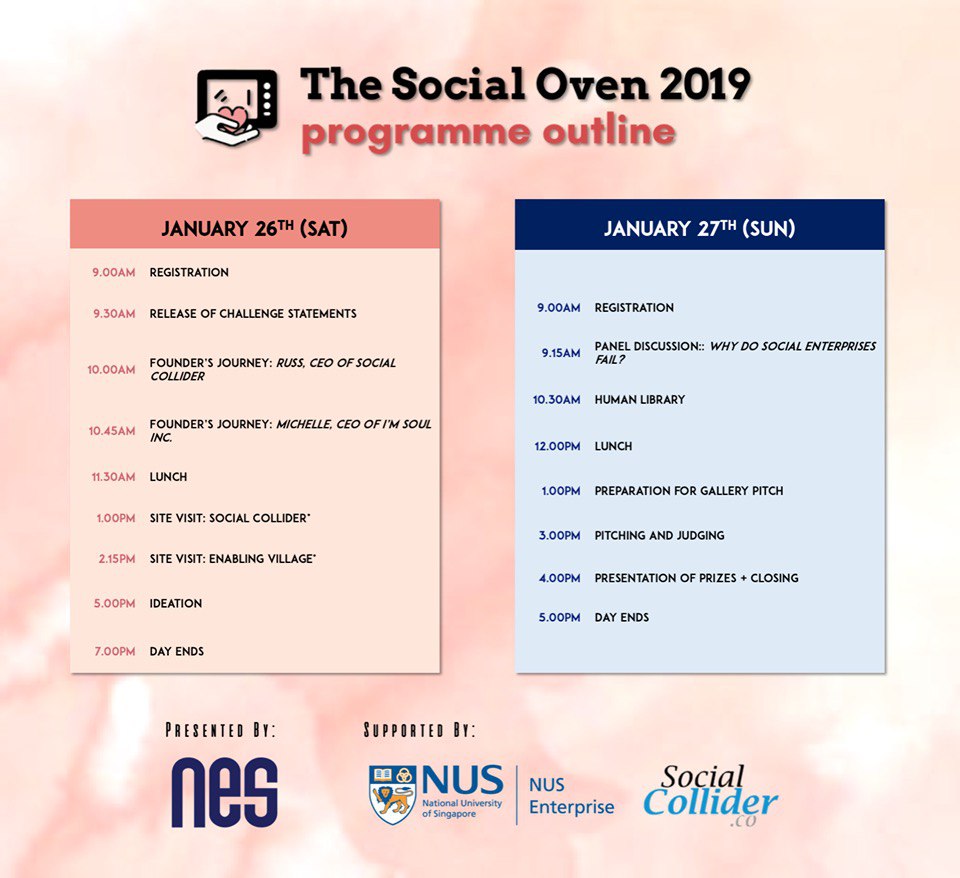 The Social Oven 2019
programme outline
JANUARY 26TH (SAT)
9.00AM REGISTRATION
9.30AM RELEASE OF CHALLENGE STATEMENTS
10.00AM FOUNDER'S JOURNEY: RUSS, CEO OF SOCIAL
COLLIDER
10.45AM FOUNDER'S JOURNEY: MICHELLE, CEO OF I'M SOUL
INC.
11.30AM LUNCH
1.00PM SITE VISIT: SOCIAL COLLIDER*
2.15PM SITE VISIT: ENABLING VILLAGE*
5.00PM IDEATION
7.00PM DAY ENDS
JANUARY 27TH (SUN)
9.00AM REGISTRATION
9.15AM PANEL DISCUSSION:: WHY DO SOCIAL ENTERPRISES
FAIL?
10.30AM HUMAN LIBRARY
12.00PM LUNCH
1.00PM PREPARATION FOR GALLERY PITCH
3.00PM PITCHING AND JUDGING
4.00PM PRESENTATION OF PRIZES + CLOSING
5.00PM DAY ENDS
PRESENTED BY:
nes
SUPPORTED BY:
NUS
National University
of Singapore
NUS
Enterprise
Social
Collider
.co